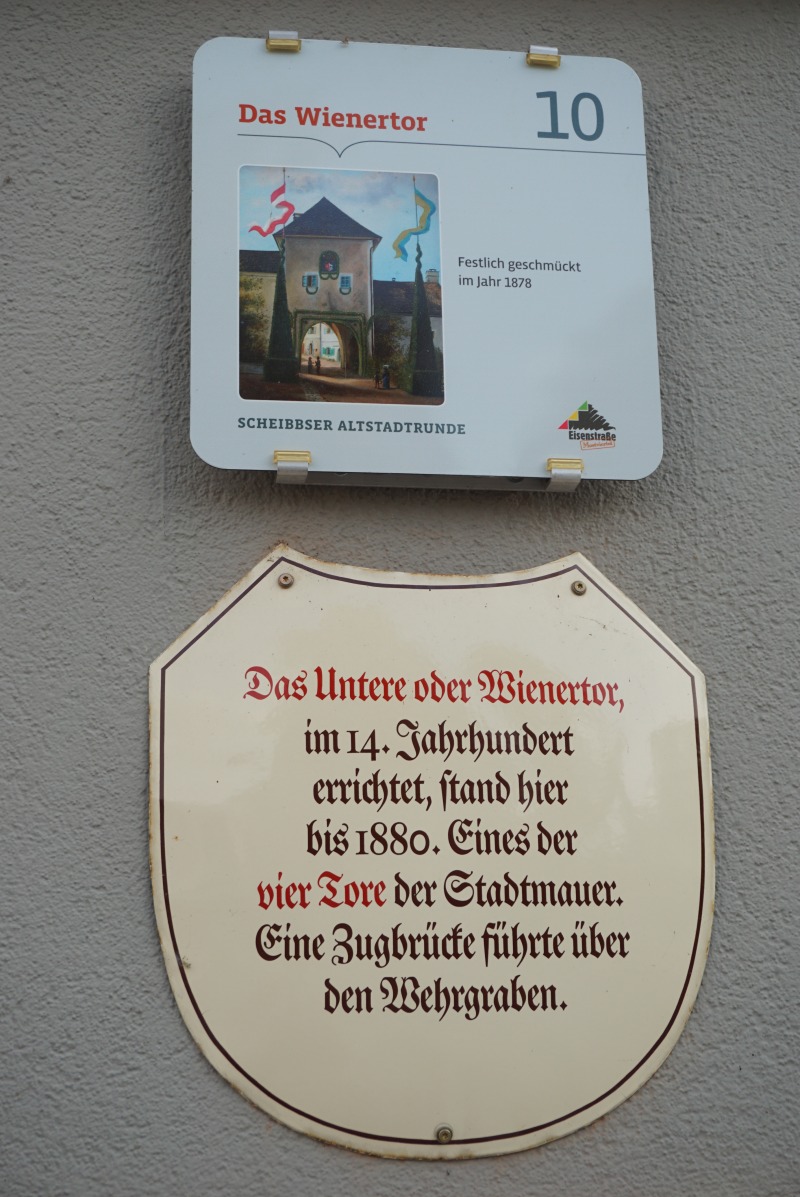 Das Wienertor
10
Festlich geschmückt
im Jahr 1878
SCHEIBBSER ALTSTADTRUNDE
Eisenstraße
Das Untere oder Wienertor,
im 14. Jahrhundert
errichtet, ſtand hier
bis 1880. Eines der
vier Tore der Stadtmauer.
Eine Zugbrücke führte über
den Wehrgraben.